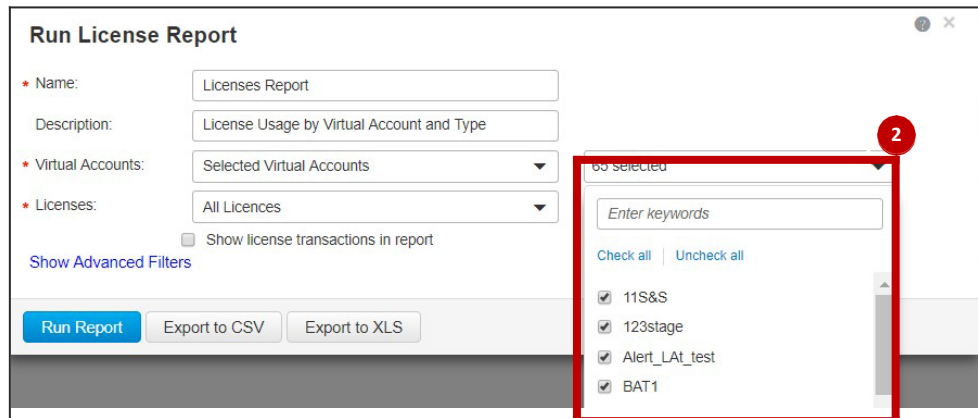 Run License Report
* Name: Licenses Report
Description: License Usage by Virtual Account and Type
2
* Virtual Accounts: Selected Virtual Accounts 65 selected
* Licenses: All Licences
Enter keywords
Show license transactions in report
Show Advanced Filters
Check all Uncheck all
11S&S
123stage
Alert_LAt_test
BAT1
Run Report Export to CSV Export to XLS